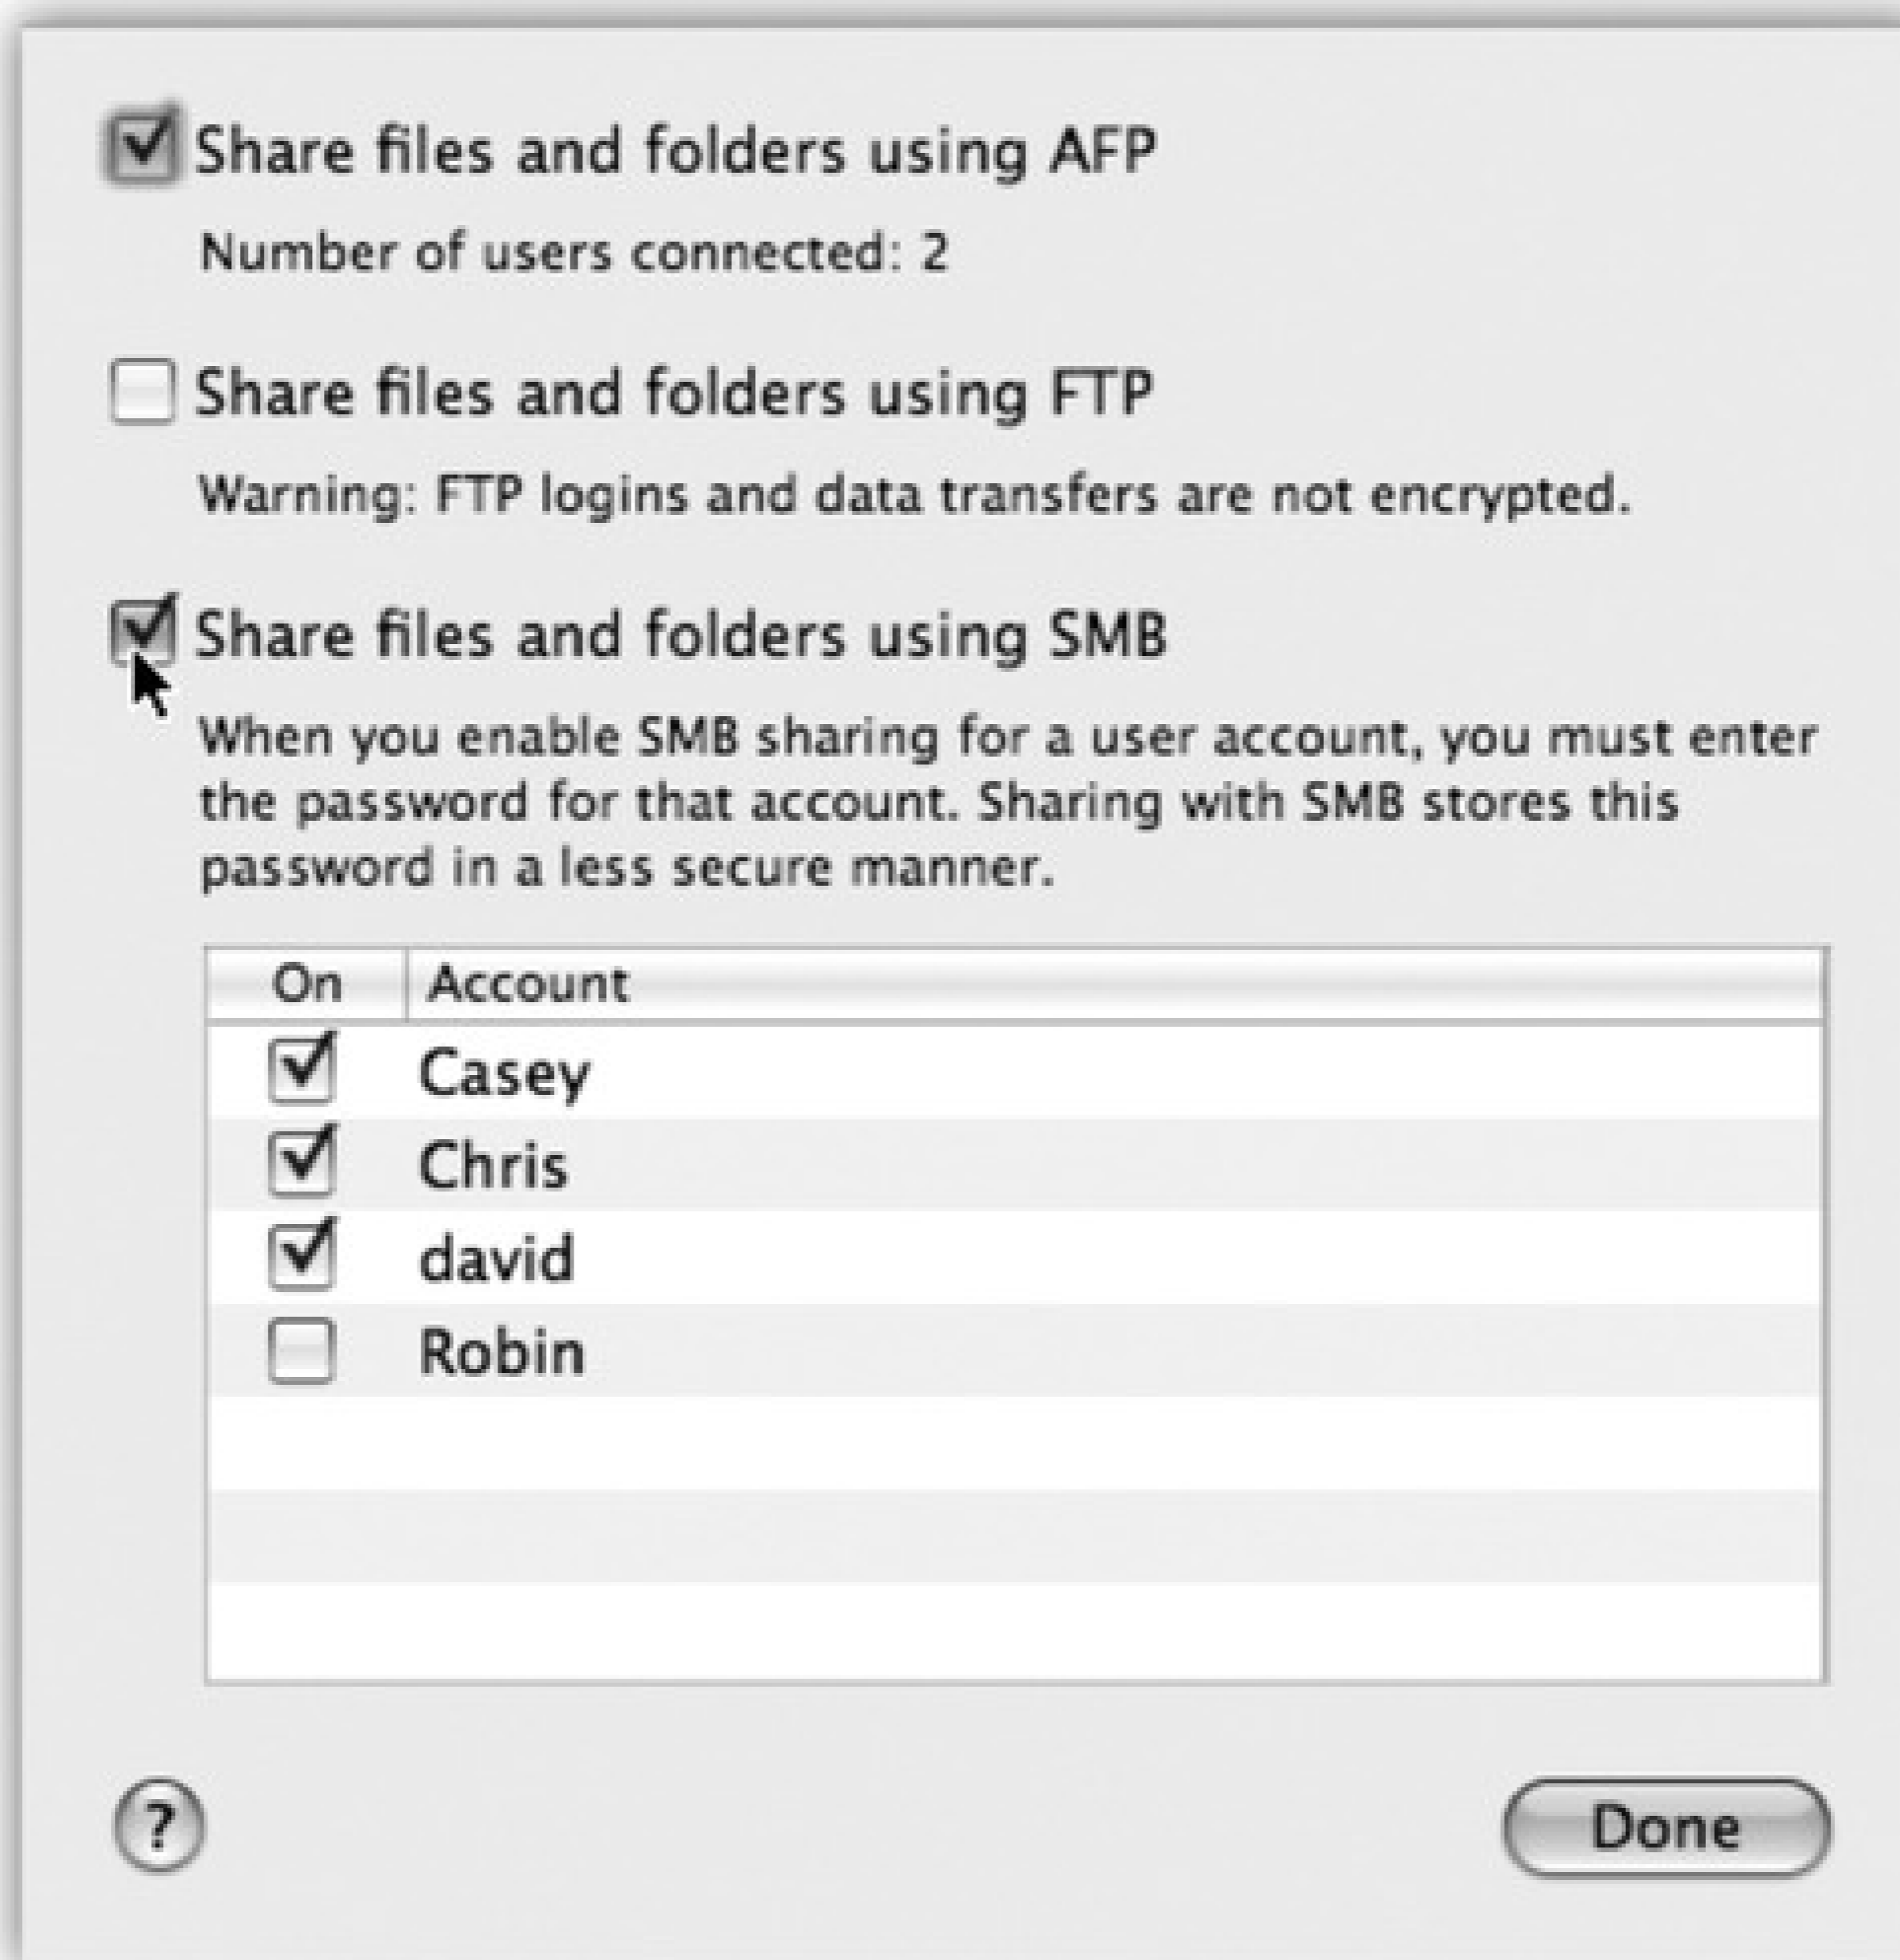 Share files and folders using AFP
Number of users connected: 2
Share files and folders using FTP
Warning: FTP logins and data transfers are not encrypted.
Share files and folders using SMB
When you enable SMB sharing for a user account, you must enter
the password for that account. Sharing with SMB stores this
password in a less secure manner.
On Account
Casey
Chris
david
Robin
? Done